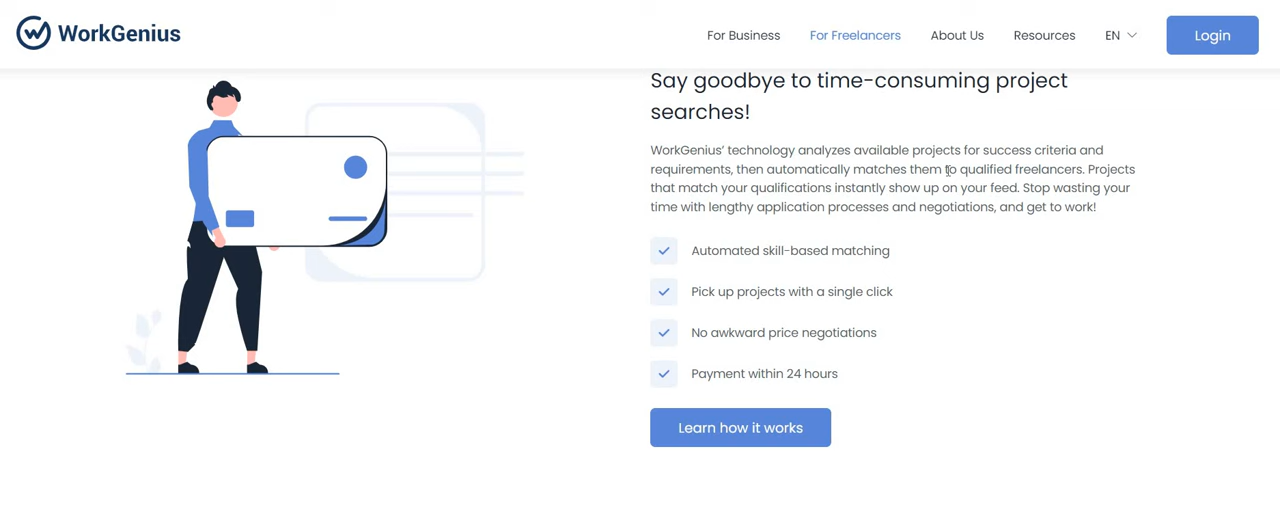 WorkGenius
For Business For Freelancers About Us Resources EN Login
Say goodbye to time-consuming project
searches!
WorkGenius' technology analyzes available projects for success criteria and
requirements, then automatically matches them to qualified freelancers. Projects
that match your qualifications instantly show up on your feed. Stop wasting your
time with lengthy application processes and negotiations, and get to work!
Automated skill-based matching
Pick up projects with a single click
No awkward price negotiations
Payment within 24 hours
Learn how it works